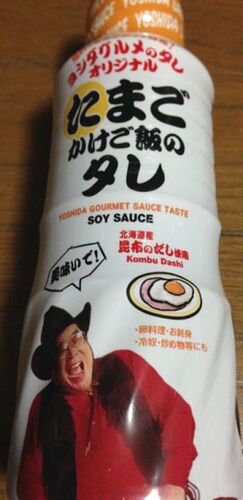 YOSHIDA
ヨシダグルメのたレ
オリジナル
たまご
かけご飯の
タレ
YOSHIDA GOURMET SAUCE TASTE
SOY SAUCE
北海道産
昆布のだし使用
Kombu Dashi
美味いで!
・卵料理・お刺身
・冷奴・炒め物等にも